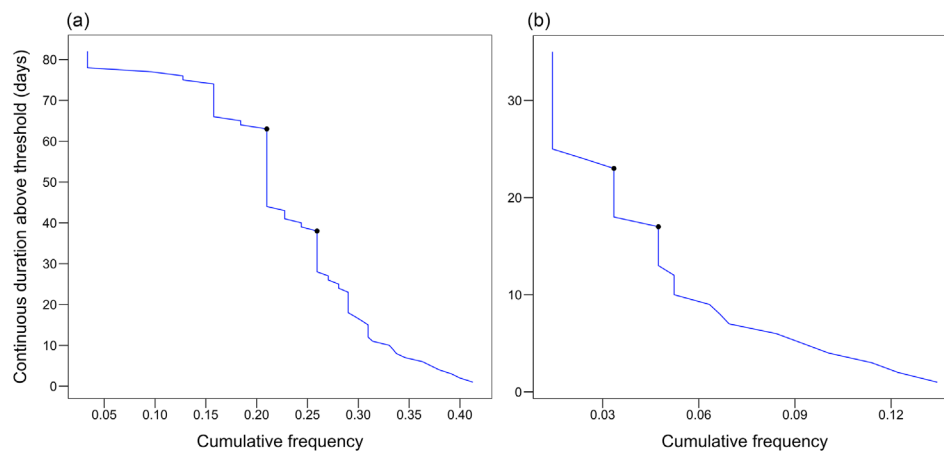 (a)
(b)
Continuous duration above threshold (days)
80
70
60
50
40
30
20
10
0
0.05 0.10 0.15 0.20 0.25 0.30 0.35 0.40
Cumulative frequency
30
20
10
0
0.03 0.06 0.09 0.12
Cumulative frequency